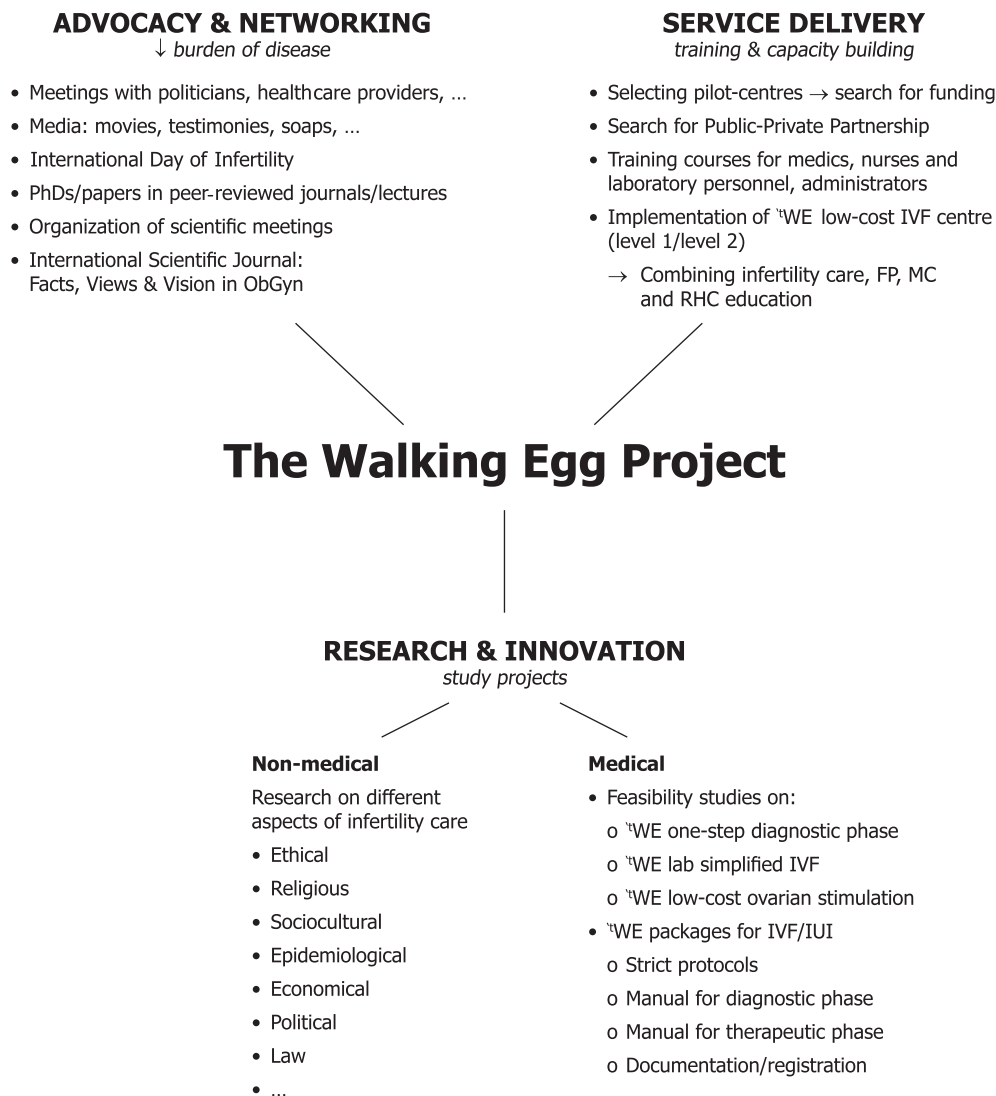 ADVOCACY & NETWORKING
↓ burden of disease
• Meetings with politicians, healthcare providers, ...
• Media: movies, testimonies, soaps, ...
• International Day of Infertility
• PhDs/papers in peer-reviewed journals/lectures
• Organization of scientific meetings
• International Scientific Journal:
Facts, Views & Vision in ObGyn
SERVICE DELIVERY
training & capacity building
• Selecting pilot-centres → search for funding
• Search for Public-Private Partnership
• Training courses for medics, nurses and
laboratory personnel, administrators
• Implementation of ‛tWE low-cost IVF centre
(level 1/level 2)
→ Combining infertility care, FP, MC
and RHC education
The Walking Egg Project
RESEARCH & INNOVATION
study projects
Non-medical
Research on different
aspects of infertility care
• Ethical
• Religious
• Sociocultural
• Epidemiological
• Economical
• Political
• Law
• ...
Medical
• Feasibility studies on:
o ‛tWE one-step diagnostic phase
o ‛tWE lab simplified IVF
o ‛tWE low-cost ovarian stimulation
• ‛tWE packages for IVF/IUI
o Strict protocols
o Manual for diagnostic phase
o Manual for therapeutic phase
o Documentation/registration